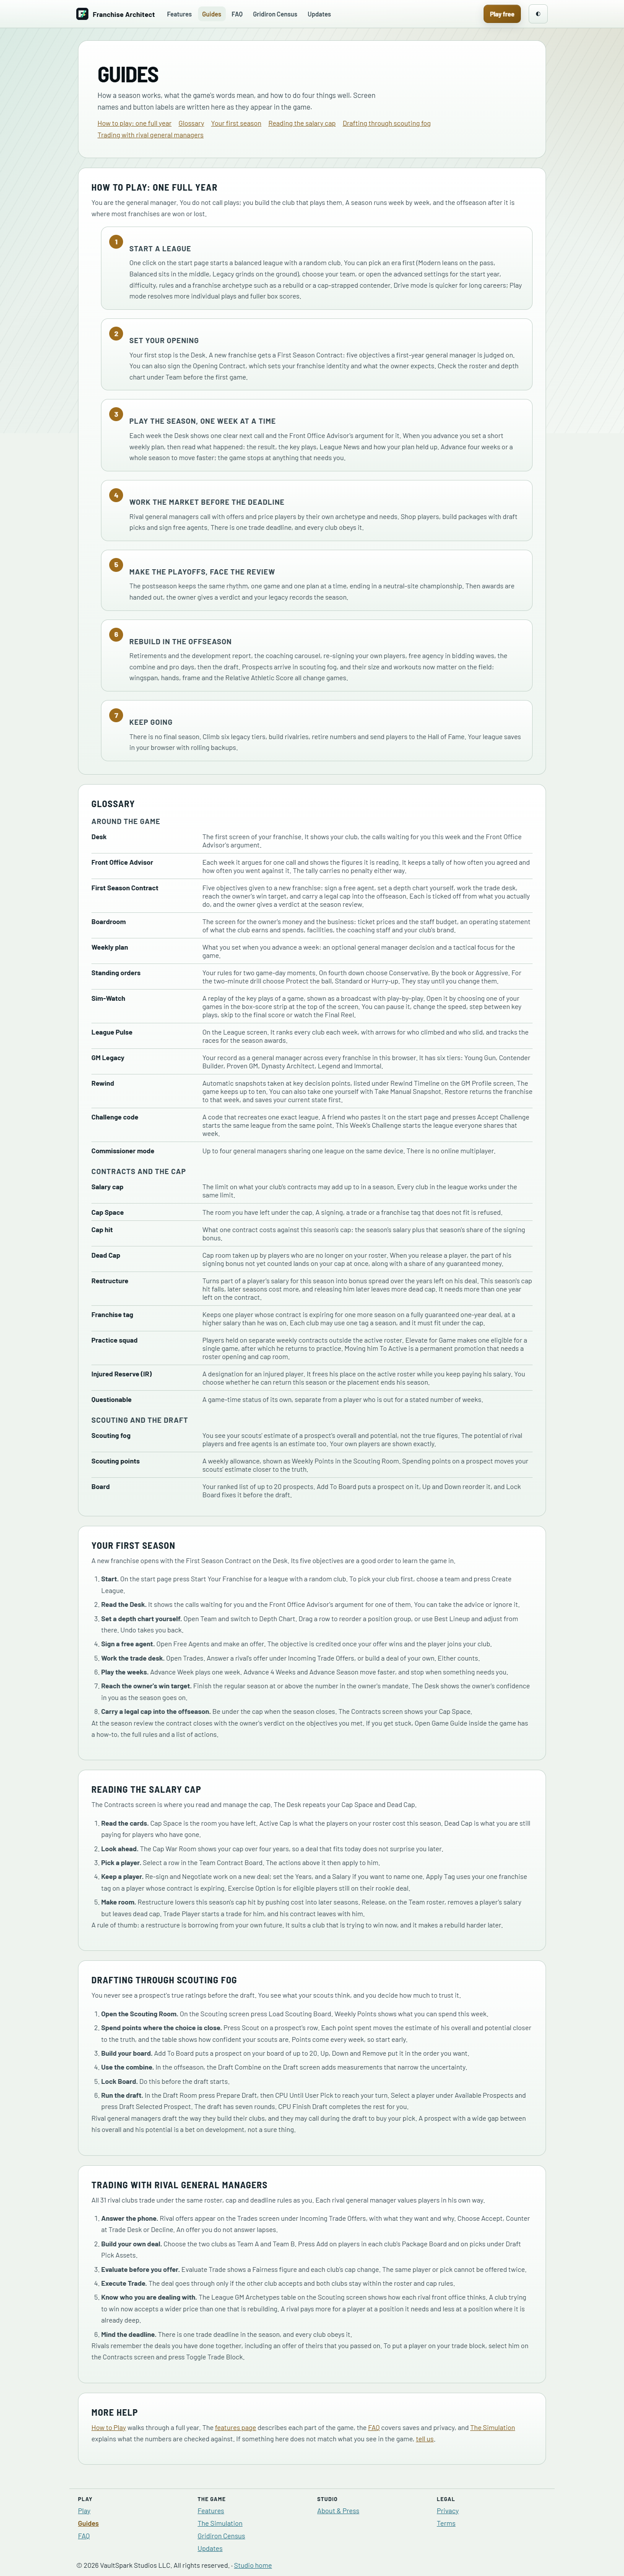 Franchise Architect
Features
Guides
FAQ
Gridiron Census
Updates
Play free
GUIDES
How a season works, what the game's words mean, and how to do four things well. Screen
names and button labels are written here as they appear in the game.
How to play: one full year
Glossary
Your first season
Reading the salary cap
Drafting through scouting fog
Trading with rival general managers
HOW TO PLAY: ONE FULL YEAR
You are the general manager. You do not call plays; you build the club that plays them. A season runs week by week, and the offseason after it is
where most franchises are won or lost.
1
START A LEAGUE
One click on the start page starts a balanced league with a random club. You can pick an era first (Modern leans on the pass,
Balanced sits in the middle, Legacy grinds on the ground), choose your team, or open the advanced settings for the start year,
difficulty, rules and a franchise archetype such as a rebuild or a cap-strapped contender. Drive mode is quicker for long careers; Play
mode resolves more individual plays and fuller box scores.
2
SET YOUR OPENING
Your first stop is the Desk. A new franchise gets a First Season Contract: five objectives a first-year general manager is judged on.
You can also sign the Opening Contract, which sets your franchise identity and what the owner expects. Check the roster and depth
chart under Team before the first game.
3
PLAY THE SEASON, ONE WEEK AT A TIME
Each week the Desk shows one clear next call and the Front Office Advisor's argument for it. When you advance you set a short
weekly plan, then read what happened: the result, the key plays, League News and how your plan held up. Advance four weeks or a
whole season to move faster; the game stops at anything that needs you.
4
WORK THE MARKET BEFORE THE DEADLINE
Rival general managers call with offers and price players by their own archetype and needs. Shop players, build packages with draft
picks and sign free agents. There is one trade deadline, and every club obeys it.
5
MAKE THE PLAYOFFS, FACE THE REVIEW
The postseason keeps the same rhythm, one game and one plan at a time, ending in a neutral-site championship. Then awards are
handed out, the owner gives a verdict and your legacy records the season.
6
REBUILD IN THE OFFSEASON
Retirements and the development report, the coaching carousel, re-signing your own players, free agency in bidding waves, the
combine and pro days, then the draft. Prospects arrive in scouting fog, and their size and workouts now matter on the field:
wingspan, hands, frame and the Relative Athletic Score all change games.
7
KEEP GOING
There is no final season. Climb six legacy tiers, build rivalries, retire numbers and send players to the Hall of Fame. Your league saves
in your browser with rolling backups.
GLOSSARY
AROUND THE GAME
Desk
The first screen of your franchise. It shows your club, the calls waiting for you this week and the Front Office
Advisor's argument.
Front Office Advisor
Each week it argues for one call and shows the figures it is reading. It keeps a tally of how often you agreed and
how often you went against it. The tally carries no penalty either way.
First Season Contract
Five objectives given to a new franchise: sign a free agent, set a depth chart yourself, work the trade desk,
reach the owner's win target, and carry a legal cap into the offseason. Each is ticked off from what you actually
do, and the owner gives a verdict at the season review.
Boardroom
The screen for the owner's money and the business: ticket prices and the staff budget, an operating statement
of what the club earns and spends, facilities, the coaching staff and your club's brand.
Weekly plan
What you set when you advance a week: an optional general manager decision and a tactical focus for the
game.
Standing orders
Your rules for two game-day moments. On fourth down choose Conservative, By the book or Aggressive. For
the two-minute drill choose Protect the ball, Standard or Hurry-up. They stay until you change them.
Sim-Watch
A replay of the key plays of a game, shown as a broadcast with play-by-play. Open it by choosing one of your
games in the box-score strip at the top of the screen. You can pause it, change the speed, step between key
plays, skip to the final score or watch the Final Reel.
League Pulse
On the League screen. It ranks every club each week, with arrows for who climbed and who slid, and tracks the
races for the season awards.
GM Legacy
Your record as a general manager across every franchise in this browser. It has six tiers: Young Gun, Contender
Builder, Proven GM, Dynasty Architect, Legend and Immortal.
Rewind
Automatic snapshots taken at key decision points, listed under Rewind Timeline on the GM Profile screen. The
game keeps up to ten. You can also take one yourself with Take Manual Snapshot. Restore returns the franchise
to that week, and saves your current state first.
Challenge code
A code that recreates one exact league. A friend who pastes it on the start page and presses Accept Challenge
starts the same league from the same point. This Week's Challenge starts the league everyone shares that
week.
Commissioner mode
Up to four general managers sharing one league on the same device. There is no online multiplayer.
CONTRACTS AND THE CAP
Salary cap
The limit on what your club's contracts may add up to in a season. Every club in the league works under the
same limit.
Cap Space
The room you have left under the cap. A signing, a trade or a franchise tag that does not fit is refused.
Cap hit
What one contract costs against this season's cap: the season's salary plus that season's share of the signing
bonus.
Dead Cap
Cap room taken up by players who are no longer on your roster. When you release a player, the part of his
signing bonus not yet counted lands on your cap at once, along with a share of any guaranteed money.
Restructure
Turns part of a player's salary for this season into bonus spread over the years left on his deal. This season's cap
hit falls, later seasons cost more, and releasing him later leaves more dead cap. It needs more than one year
left on the contract.
Franchise tag
Keeps one player whose contract is expiring for one more season on a fully guaranteed one-year deal, at a
higher salary than he was on. Each club may use one tag a season, and it must fit under the cap.
Practice squad
Players held on separate weekly contracts outside the active roster. Elevate for Game makes one eligible for a
single game, after which he returns to practice. Moving him To Active is a permanent promotion that needs a
roster opening and cap room.
Injured Reserve (IR)
A designation for an injured player. It frees his place on the active roster while you keep paying his salary. You
choose whether he can return this season or the placement ends his season.
Questionable
A game-time status of its own, separate from a player who is out for a stated number of weeks.
SCOUTING AND THE DRAFT
Scouting fog
You see your scouts' estimate of a prospect's overall and potential, not the true figures. The potential of rival
players and free agents is an estimate too. Your own players are shown exactly.
Scouting points
A weekly allowance, shown as Weekly Points in the Scouting Room. Spending points on a prospect moves your
scouts' estimate closer to the truth.
Board
Your ranked list of up to 20 prospects. Add To Board puts a prospect on it, Up and Down reorder it, and Lock
Board fixes it before the draft.
YOUR FIRST SEASON
A new franchise opens with the First Season Contract on the Desk. Its five objectives are a good order to learn the game in.
1. Start. On the start page press Start Your Franchise for a league with a random club. To pick your club first, choose a team and press Create
League.
2. Read the Desk. It shows the calls waiting for you and the Front Office Advisor's argument for one of them. You can take the advice or ignore it.
3. Set a depth chart yourself. Open Team and switch to Depth Chart. Drag a row to reorder a position group, or use Best Lineup and adjust from
there. Undo takes you back.
4. Sign a free agent. Open Free Agents and make an offer. The objective is credited once your offer wins and the player joins your club.
5. Work the trade desk. Open Trades. Answer a rival's offer under Incoming Trade Offers, or build a deal of your own. Either counts.
6. Play the weeks. Advance Week plays one week. Advance 4 Weeks and Advance Season move faster, and stop when something needs you.
7. Reach the owner's win target. Finish the regular season at or above the number in the owner's mandate. The Desk shows the owner's confidence
in you as the season goes on.
8. Carry a legal cap into the offseason. Be under the cap when the season closes. The Contracts screen shows your Cap Space.
At the season review the contract closes with the owner's verdict on the objectives you met. If you get stuck, Open Game Guide inside the game has
a how-to, the full rules and a list of actions.
READING THE SALARY CAP
The Contracts screen is where you read and manage the cap. The Desk repeats your Cap Space and Dead Cap.
1. Read the cards. Cap Space is the room you have left. Active Cap is what the players on your roster cost this season. Dead Cap is what you are still
paying for players who have gone.
2. Look ahead. The Cap War Room shows your cap over four years, so a deal that fits today does not surprise you later.
3. Pick a player. Select a row in the Team Contract Board. The actions above it then apply to him.
4. Keep a player. Re-sign and Negotiate work on a new deal; set the Years, and a Salary if you want to name one. Apply Tag uses your one franchise
tag on a player whose contract is expiring. Exercise Option is for eligible players still on their rookie deal.
5. Make room. Restructure lowers this season's cap hit by pushing cost into later seasons. Release, on the Team roster, removes a player's salary
but leaves dead cap. Trade Player starts a trade for him, and his contract leaves with him.
A rule of thumb: a restructure is borrowing from your own future. It suits a club that is trying to win now, and it makes a rebuild harder later.
DRAFTING THROUGH SCOUTING FOG
You never see a prospect's true ratings before the draft. You see what your scouts think, and you decide how much to trust it.
1. Open the Scouting Room. On the Scouting screen press Load Scouting Board. Weekly Points shows what you can spend this week.
2. Spend points where the choice is close. Press Scout on a prospect's row. Each point spent moves the estimate of his overall and potential closer
to the truth, and the table shows how confident your scouts are. Points come every week, so start early.
3. Build your board. Add To Board puts a prospect on your board of up to 20. Up, Down and Remove put it in the order you want.
4. Use the combine. In the offseason, the Draft Combine on the Draft screen adds measurements that narrow the uncertainty.
5. Lock Board. Do this before the draft starts.
6. Run the draft. In the Draft Room press Prepare Draft, then CPU Until User Pick to reach your turn. Select a player under Available Prospects and
press Draft Selected Prospect. The draft has seven rounds. CPU Finish Draft completes the rest for you.
Rival general managers draft the way they build their clubs, and they may call during the draft to buy your pick. A prospect with a wide gap between
his overall and his potential is a bet on development, not a sure thing.
TRADING WITH RIVAL GENERAL MANAGERS
All 31 rival clubs trade under the same roster, cap and deadline rules as you. Each rival general manager values players in his own way.
1. Answer the phone. Rival offers appear on the Trades screen under Incoming Trade Offers, with what they want and why. Choose Accept, Counter
at Trade Desk or Decline. An offer you do not answer lapses.
2. Build your own deal. Choose the two clubs as Team A and Team B. Press Add on players in each club's Package Board and on picks under Draft
Pick Assets.
3. Evaluate before you offer. Evaluate Trade shows a Fairness figure and each club's cap change. The same player or pick cannot be offered twice.
4. Execute Trade. The deal goes through only if the other club accepts and both clubs stay within the roster and cap rules.
5. Know who you are dealing with. The League GM Archetypes table on the Scouting screen shows how each rival front office thinks. A club trying
to win now accepts a wider price than one that is rebuilding. A rival pays more for a player at a position it needs and less at a position where it is
already deep.
6. Mind the deadline. There is one trade deadline in the season, and every club obeys it.
Rivals remember the deals you have done together, including an offer of theirs that you passed on. To put a player on your trade block, select him on
the Contracts screen and press Toggle Trade Block.
MORE HELP
How to Play walks through a full year. The features page describes each part of the game, the FAQ covers saves and privacy, and The Simulation
explains what the numbers are checked against. If something here does not match what you see in the game, tell us.
PLAY
Play
Guides
FAQ
THE GAME
Features
The Simulation
Gridiron Census
Updates
STUDIO
About & Press
LEGAL
Privacy
Terms
© 2026 VaultSpark Studios LLC. All rights reserved. · Studio home